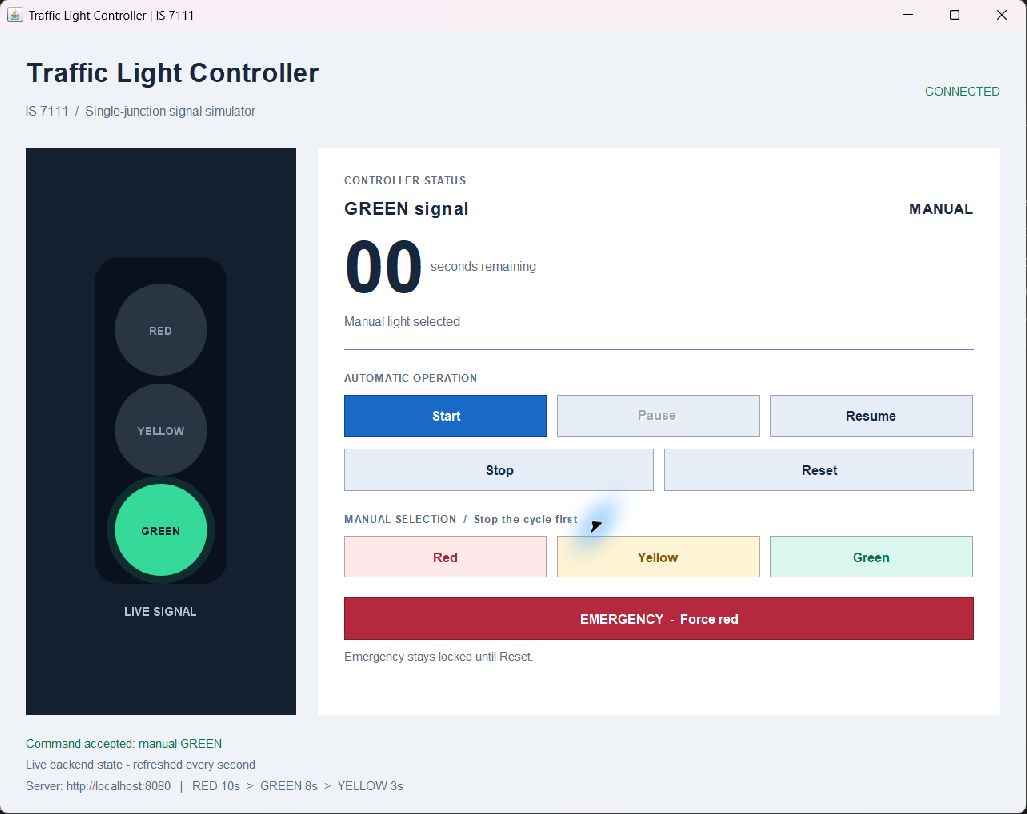 Traffic Light Controller | IS 7111
Traffic Light Controller
IS 7111 / Single-junction signal simulator
CONNECTED
RED
YELLOW
GREEN
LIVE SIGNAL
CONTROLLER STATUS
GREEN signal
MANUAL
00 seconds remaining
Manual light selected
AUTOMATIC OPERATION
Start
Pause
Resume
Stop
Reset
MANUAL SELECTION / Stop the cycle first
Red
Yellow
Green
EMERGENCY - Force red
Emergency stays locked until Reset.
Command accepted: manual GREEN
Live backend state - refreshed every second
Server: http://localhost:8080 | RED 10s > GREEN 8s > YELLOW 3s